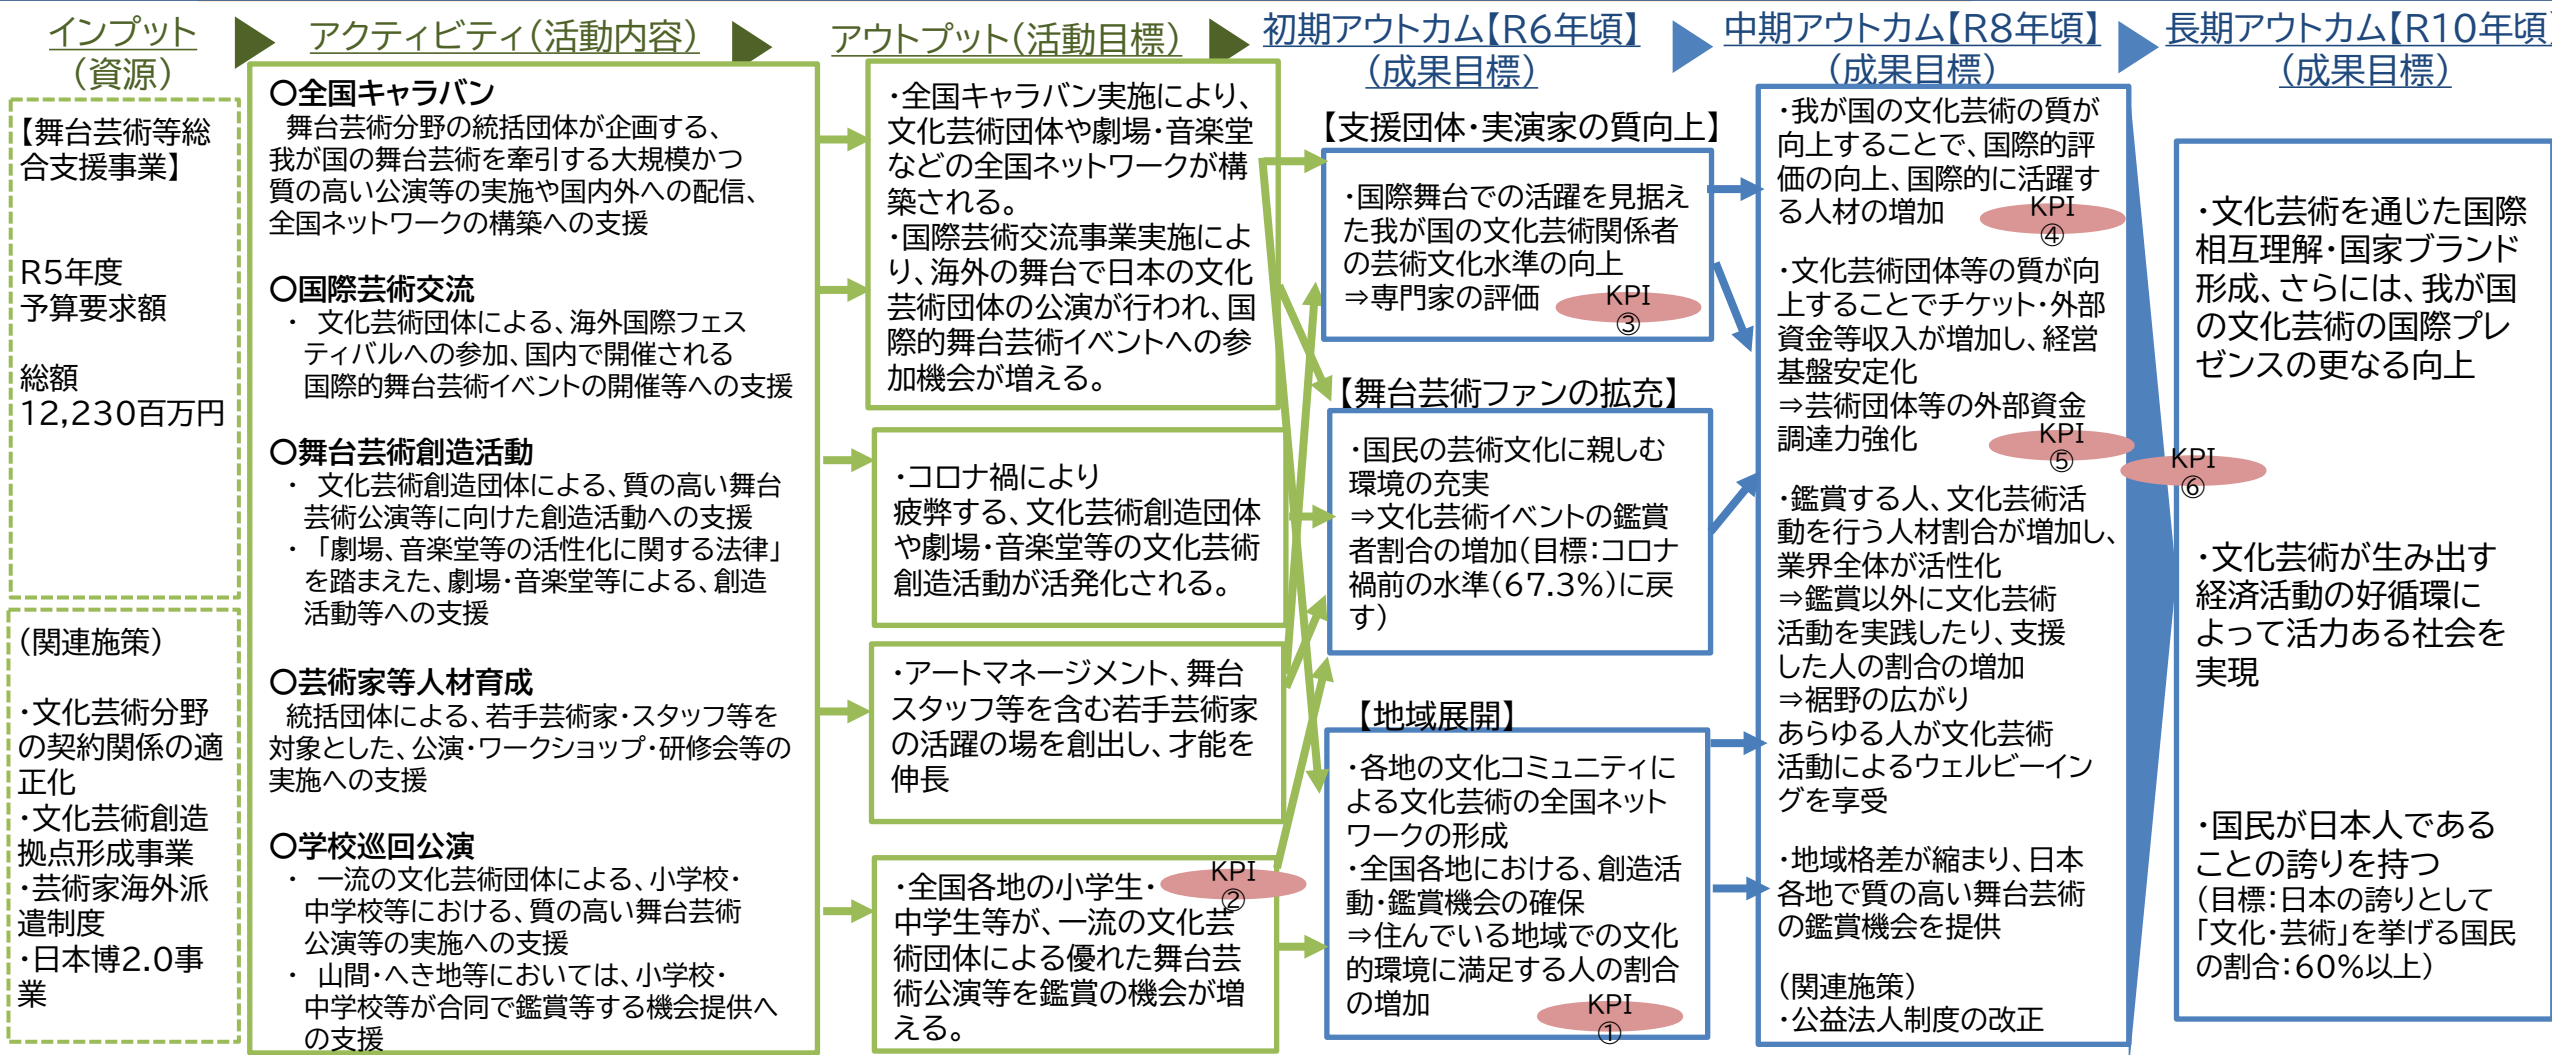 インプット
（資源）
【舞台芸術等総
合支援事業】
R5年度
予算要求額
総額
12,230百万円
（関連施策）
・文化芸術分野
の契約関係の適
正化
・文化芸術創造
拠点形成事業
・芸術家海外派
遣制度
・日本博2.0事
業
アクティビティ（活動内容）
○全国キャラバン
舞台芸術分野の統括団体が企画する、
我が国の舞台芸術を牽引する大規模かつ
質の高い公演等の実施や国内外への配信、
全国ネットワークの構築への支援
○国際芸術交流
・ 文化芸術団体による、海外国際フェス
ティバルへの参加、国内で開催される
国際的舞台芸術イベントの開催等への支援
○舞台芸術創造活動
・ 文化芸術創造団体による、質の高い舞台
芸術公演等に向けた創造活動への支援
・ 「劇場、音楽堂等の活性化に関する法律」
を踏まえた、劇場・音楽堂等による、創造
活動等への支援
○芸術家等人材育成
統括団体による、若手芸術家・スタッフ等を
対象とした、公演・ワークショップ・研修会等の
実施への支援
○学校巡回公演
・ 一流の文化芸術団体による、小学校・
中学校等における、質の高い舞台芸術
公演等の実施への支援
・ 山間・へき地等においては、小学校・
中学校等が合同で鑑賞等する機会提供へ
の支援
アウトプット（活動目標）
・全国キャラバン実施により、
文化芸術団体や劇場・音楽堂
などの全国ネットワークが構
築される。
・国際芸術交流事業実施によ
り、海外の舞台で日本の文化
芸術団体の公演が行われ、国
際的舞台芸術イベントへの参
加機会が増える。
・コロナ禍により
疲弊する、文化芸術創造団体
や劇場・音楽堂等の文化芸術
創造活動が活発化される。
・アートマネージメント、舞台
スタッフ等を含む若手芸術家
の活躍の場を創出し、才能を
伸長
・全国各地の小学生・
中学生等が、一流の文化芸
術団体による優れた舞台芸
術公演等を鑑賞の機会が増
える。
KPI
②
初期アウトカム【R6年頃】
（成果目標）
【支援団体・実演家の質向上】
・国際舞台での活躍を見据え
た我が国の文化芸術関係者
の芸術文化水準の向上
⇒専門家の評価
KPI
③
【舞台芸術ファンの拡充】
・国民の芸術文化に親しむ
環境の充実
⇒文化芸術イベントの鑑賞
者割合の増加（目標：コロナ
禍前の水準（67.3%）に戻
す）
【地域展開】
・各地の文化コミュニティに
よる文化芸術の全国ネット
ワークの形成
・全国各地における、創造活
動・鑑賞機会の確保
⇒住んでいる地域での文化
的環境に満足する人の割合
の増加
KPI
①
中期アウトカム【R8年頃】
（成果目標）
・我が国の文化芸術の質が
向上することで、国際的評
価の向上、国際的に活躍す
る人材の増加
KPI
④
・文化芸術団体等の質が向
上することでチケット・外部
資金等収入が増加し、経営
基盤安定化
⇒芸術団体等の外部資金
調達力強化
KPI
⑤
・鑑賞する人、文化芸術活
動を行う人材割合が増加し、
業界全体が活性化
⇒鑑賞以外に文化芸術
活動を実践したり、支援
した人の割合の増加
⇒裾野の広がり
あらゆる人が文化芸術
活動によるウェルビーイン
グを享受
・地域格差が縮まり、日本
各地で質の高い舞台芸術
の鑑賞機会を提供
（関連施策）
・公益法人制度の改正
長期アウトカム【R10年頃】
（成果目標）
・文化芸術を通じた国際
相互理解・国家ブランド
形成、さらには、我が国
の文化芸術の国際プレ
ゼンスの更なる向上
KPI
⑥
・文化芸術が生み出す
経済活動の好循環に
よって活力ある社会を
実現
・国民が日本人である
ことの誇りを持つ
（目標：日本の誇りとして
「文化・芸術」を挙げる国民
の割合：60%以上）